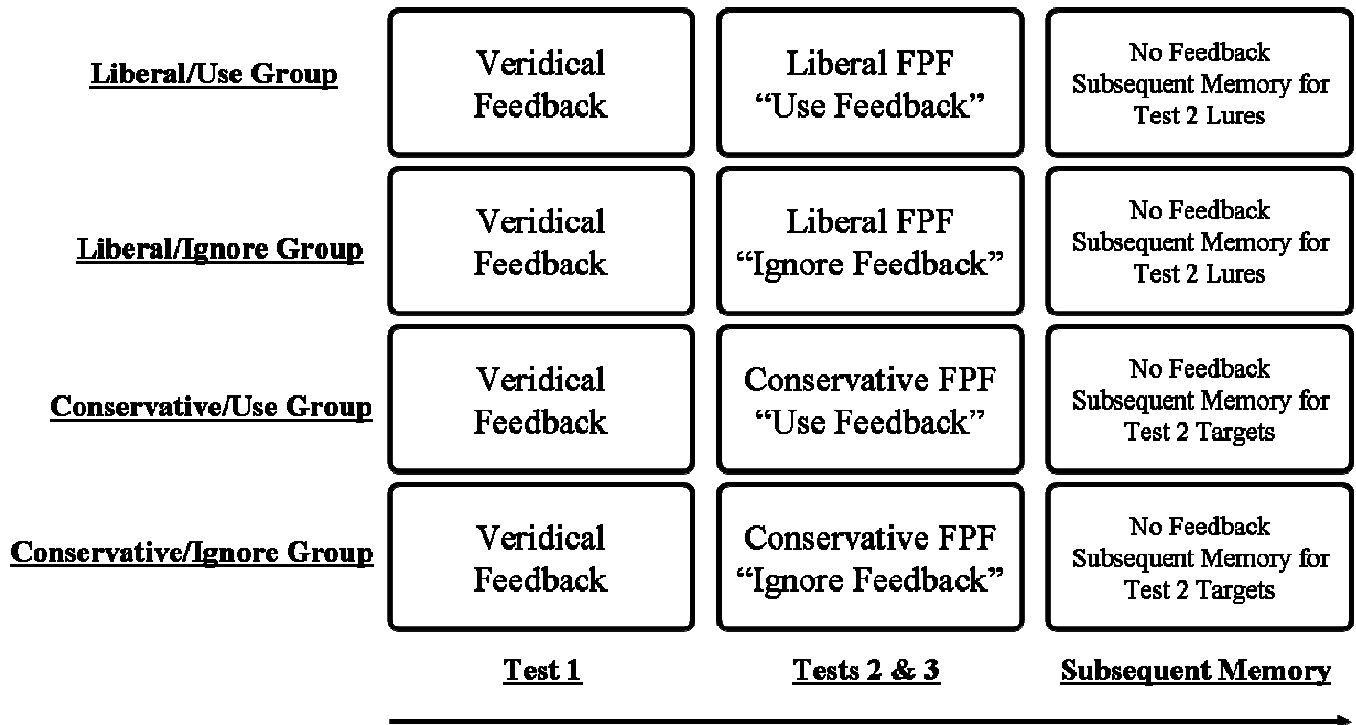 Liberal/Use Group
Veridical
Feedback
Liberal FPF
“Use Feedback”
No Feedback
Subsequent Memory for
Test 2 Lures
Liberal/Ignore Group
Veridical
Feedback
Liberal FPF
“Ignore Feedback”
No Feedback
Subsequent Memory for
Test 2 Lures
Conservative/Use Group
Veridical
Feedback
Conservative FPF
“Use Feedback”
No Feedback
Subsequent Memory for
Test 2 Targets
Conservative/Ignore Group
Veridical
Feedback
Conservative FPF
“Ignore Feedback”
No Feedback
Subsequent Memory for
Test 2 Targets
Test 1
Tests 2 & 3
Subsequent Memory